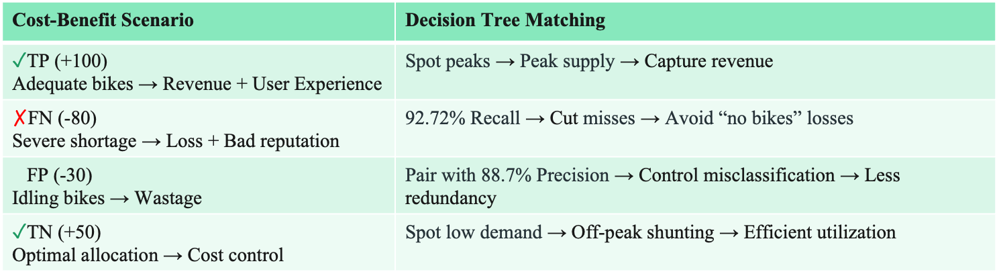 Cost-Benefit Scenario
Decision Tree Matching
✓TP (+100)
Adequate bikes → Revenue + User Experience
Spot peaks → Peak supply → Capture revenue
✗FN (-80)
Severe shortage → Loss + Bad reputation
92.72% Recall → Cut misses → Avoid “no bikes” losses
FP (-30)
Idling bikes → Wastage
Pair with 88.7% Precision → Control misclassification → Less
redundancy
✓TN (+50)
Optimal allocation → Cost control
Spot low demand → Off-peak shunting → Efficient utilization